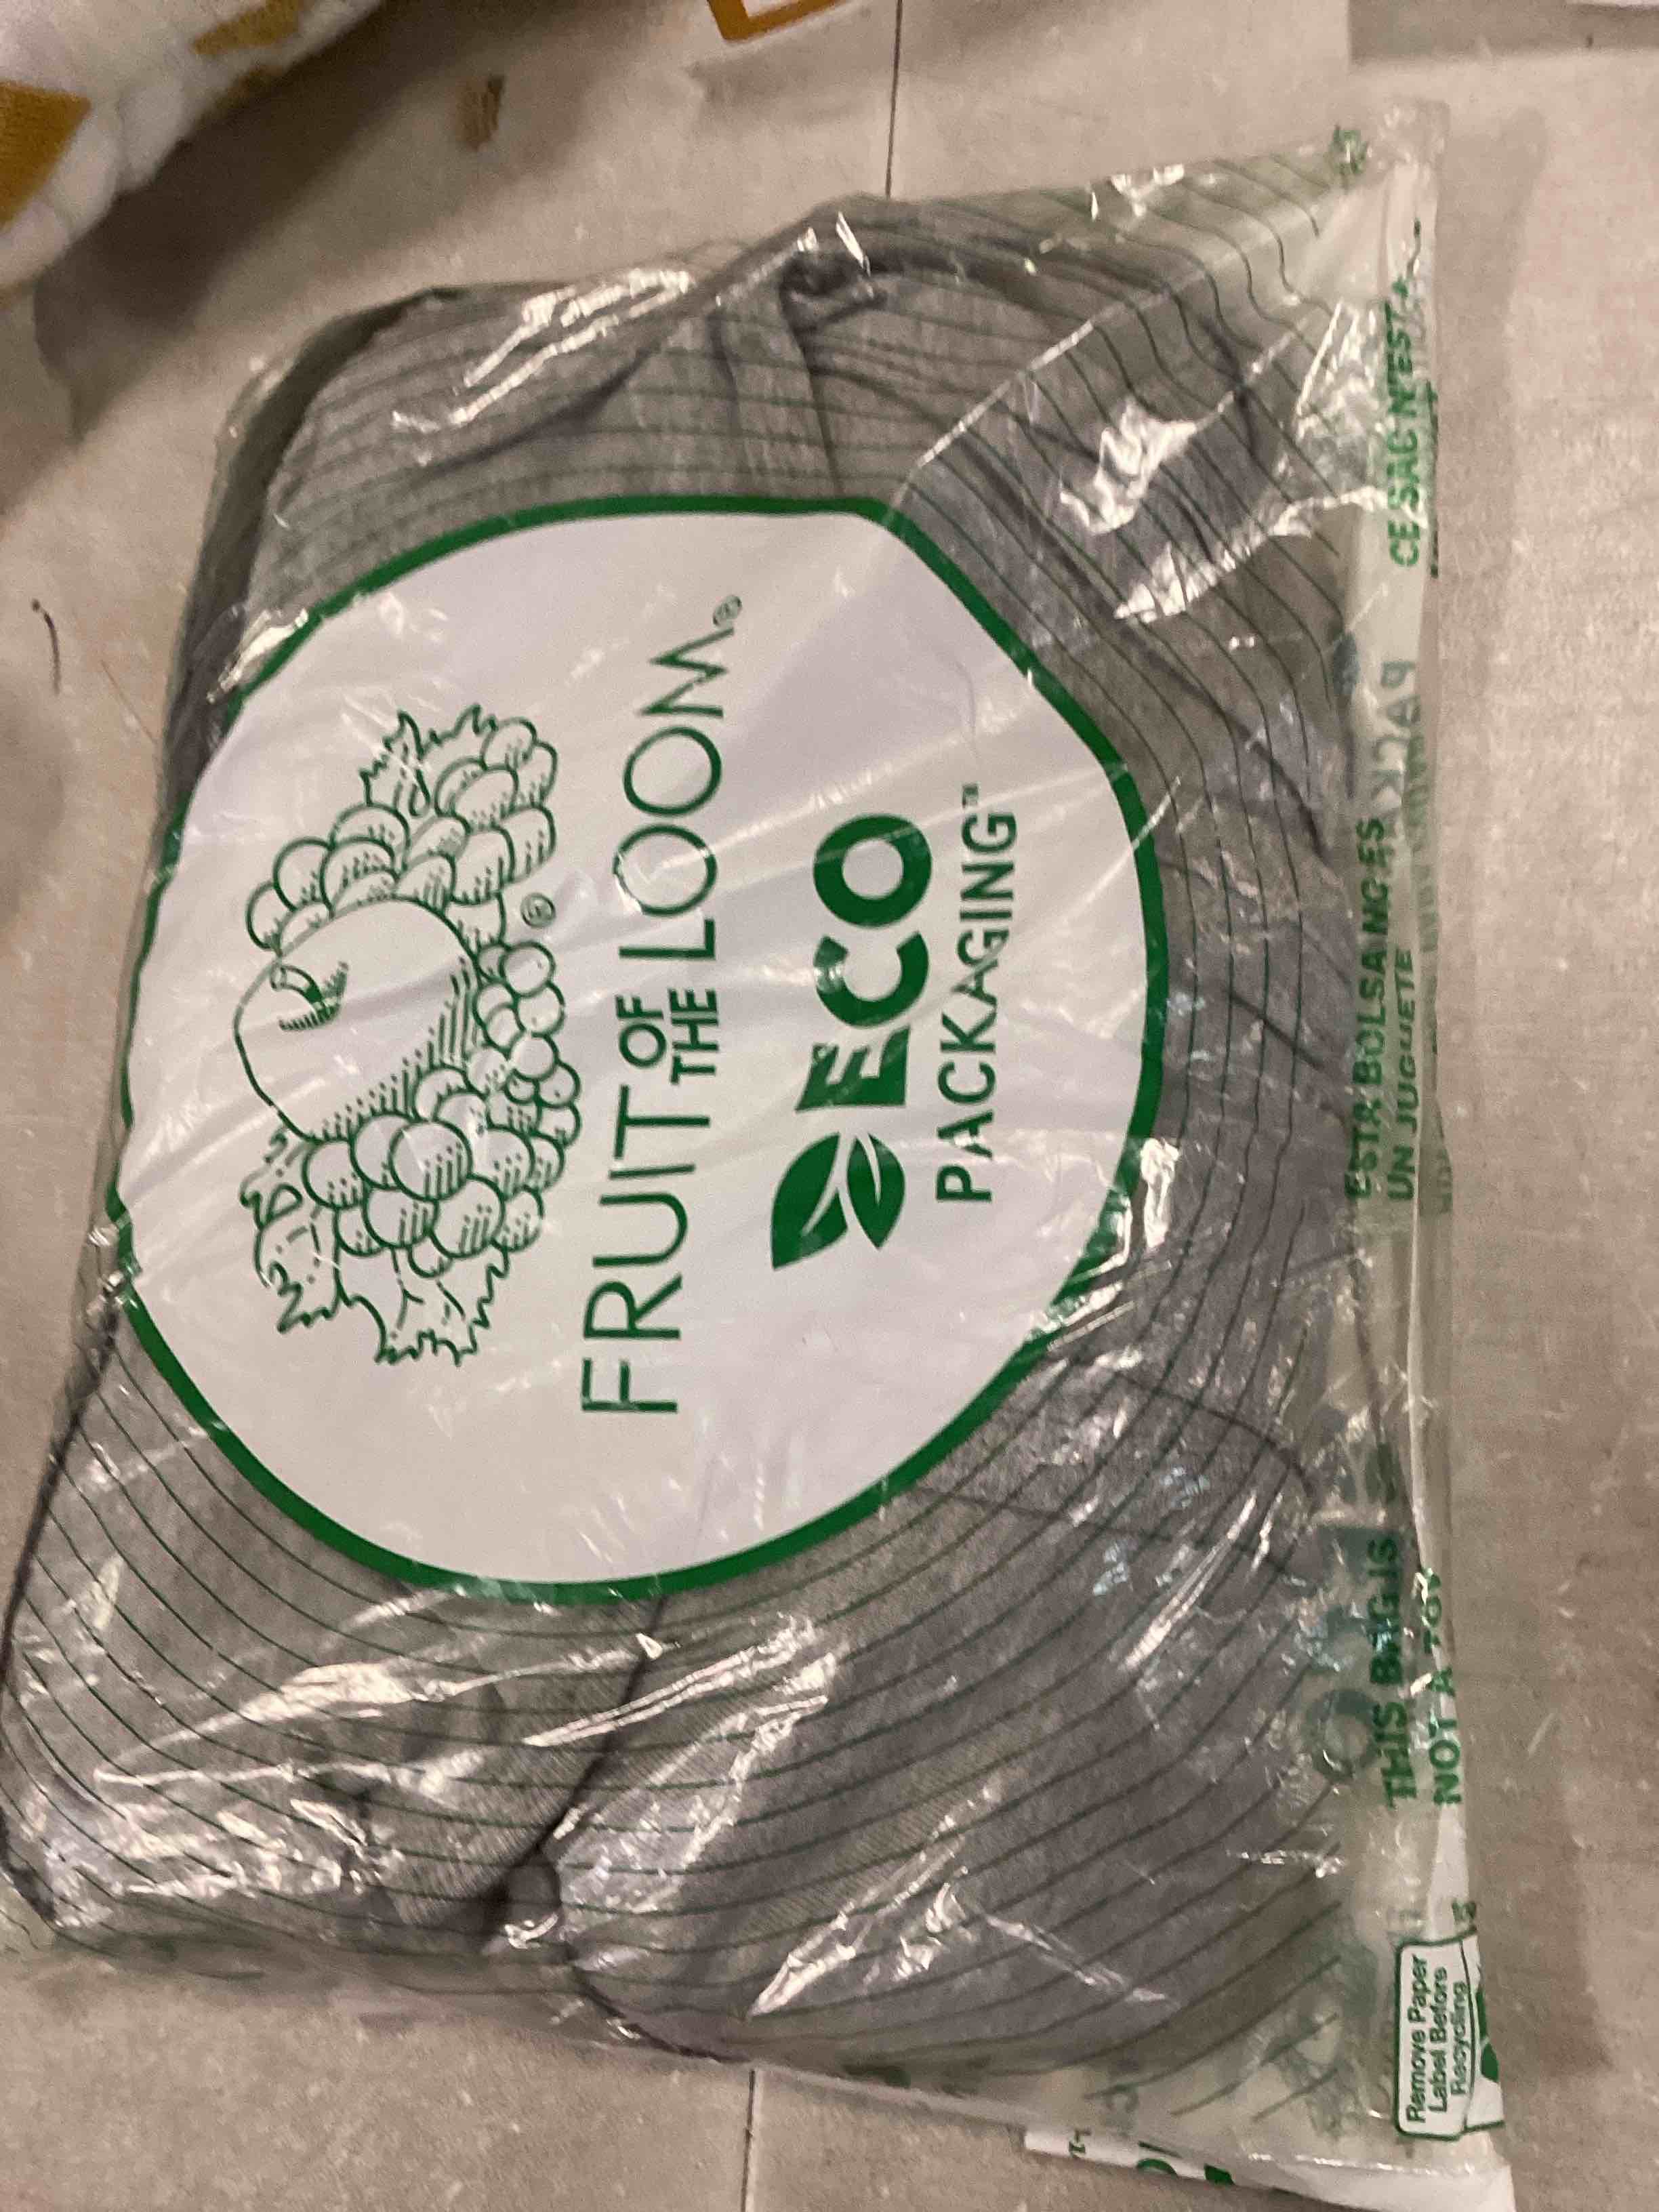 ®
FRUIT OF THE LOOM®
ECO
PACKAGING™
THIS BAG IS
NOT A TOY
ESTA BOLSA NO ES
UN JUGUETE
CE SAC N'EST
Remove Paper
Label Before
Recycling